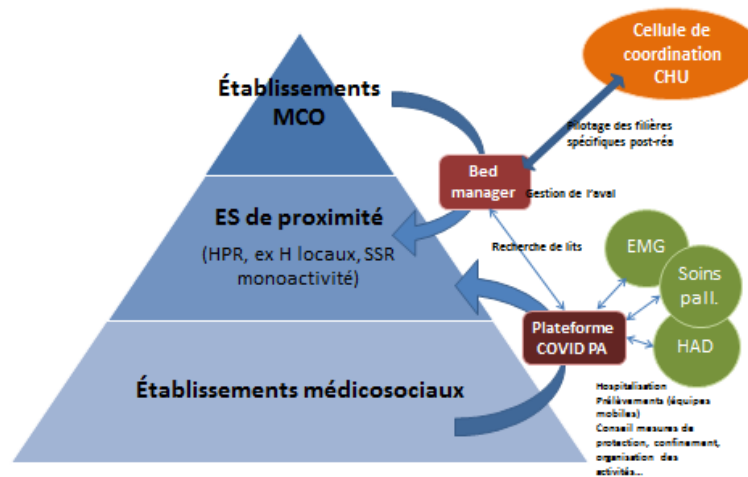 Cellule de
coordination
CHU
Établissements
MCO
Pilotage des filières
spécifiques post-réa
Bed
manager
Gestion de l'aval
ES de proximité
(HPR, ex H locaux, SSR
monoactivité)
Recherche de lits
EMG
Soins
pall.
HAD
Plateforme
COVID PA
Établissements médicosociaux
Hospitalisation
Prélèvements (équipes
mobiles)
Conseil mesures de
protection, confinement,
organisation des
activités...